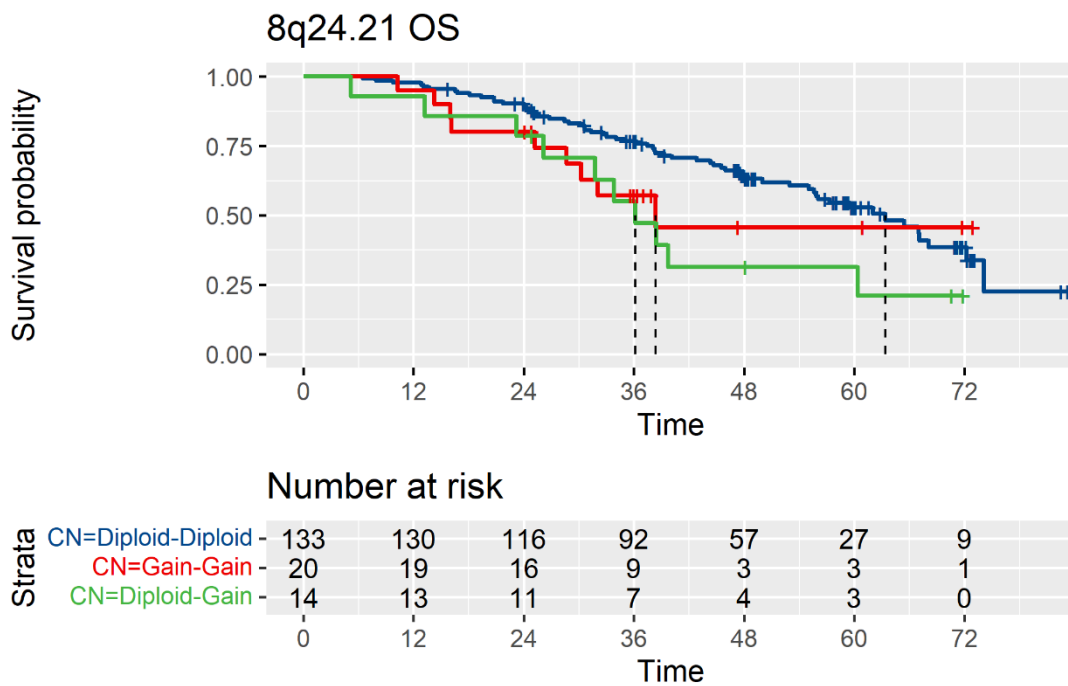 8q24.21 OS
Survival probability
1.00
0.75
0.50
0.25
0.00
0 12 24 36 48 60 72
Time
Number at risk
Strata
CN=Diploid-Diploid 133 130 116 92 57 27 9
CN=Gain-Gain 20 19 16 9 3 3 1
CN=Diploid-Gain 14 13 11 7 4 3 0
0 12 24 36 48 60 72
Time